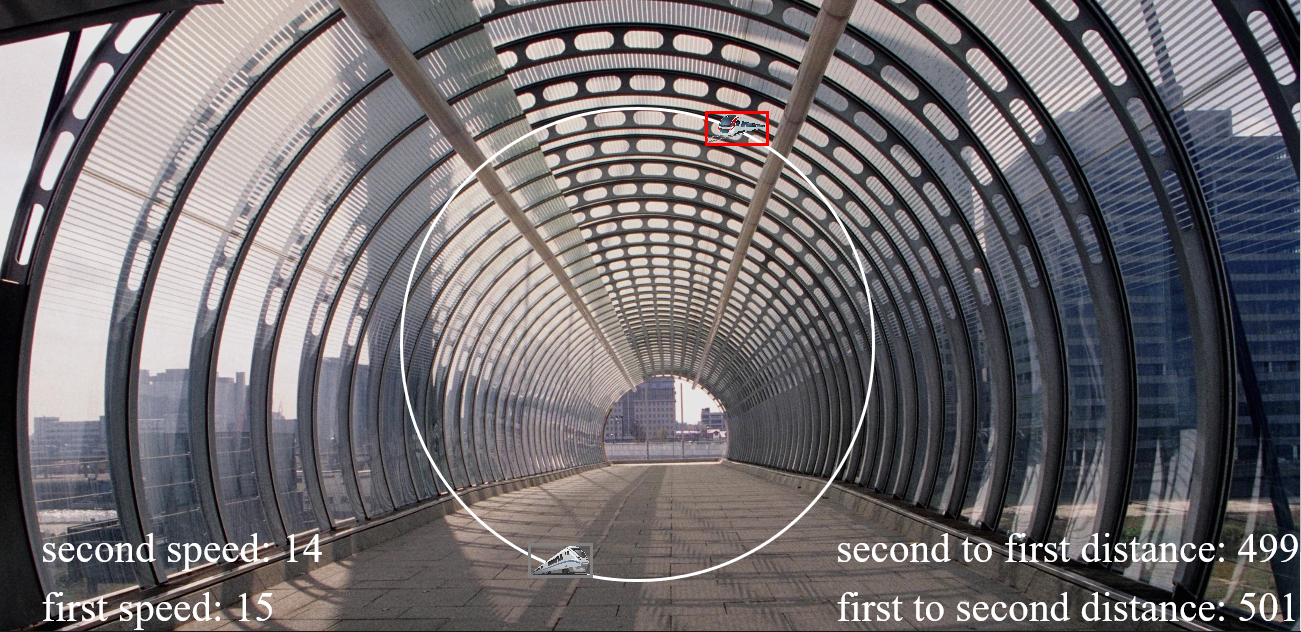 second speed: 14
first speed: 15
second to first distance: 499
first to second distance: 501